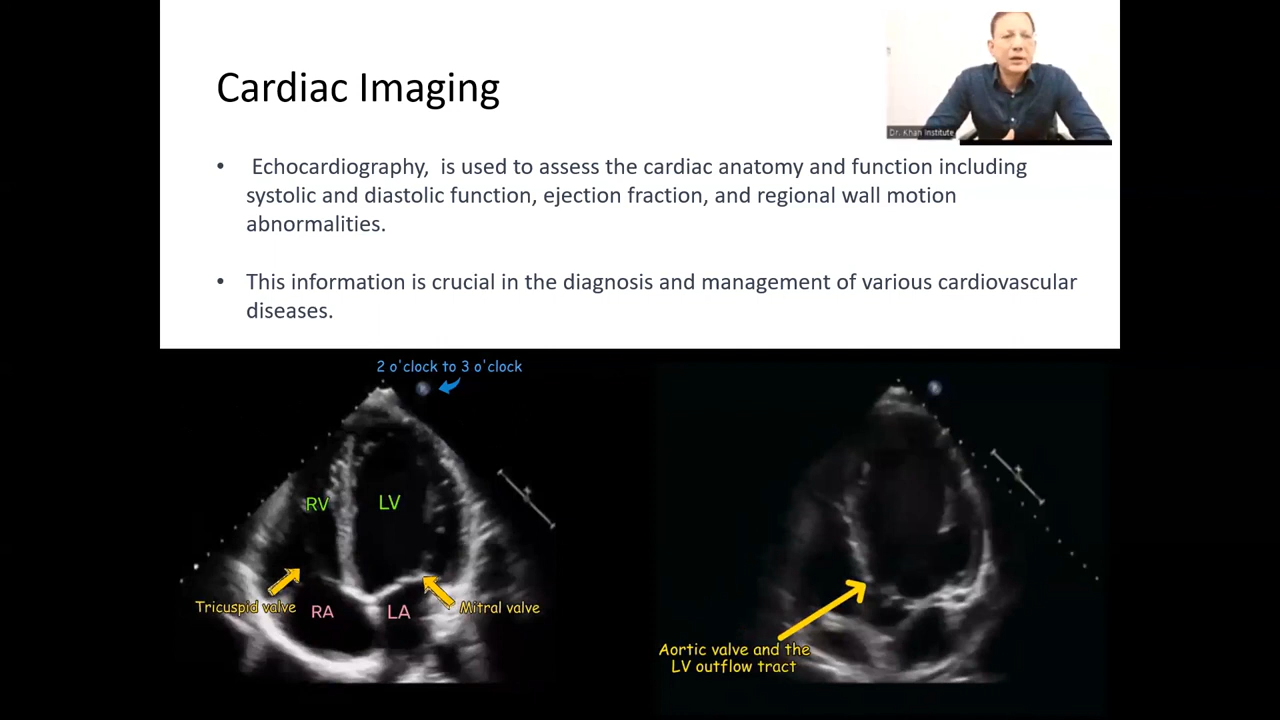 Cardiac Imaging
Dr. Khan Institute
• Echocardiography, is used to assess the cardiac anatomy and function including
systolic and diastolic function, ejection fraction, and regional wall motion
abnormalities.
• This information is crucial in the diagnosis and management of various cardiovascular
diseases.
2 o'clock to 3 o'clock
RV
LV
Tricuspid valve
RA
LA
Mitral valve
Aortic valve and the
LV outflow tract